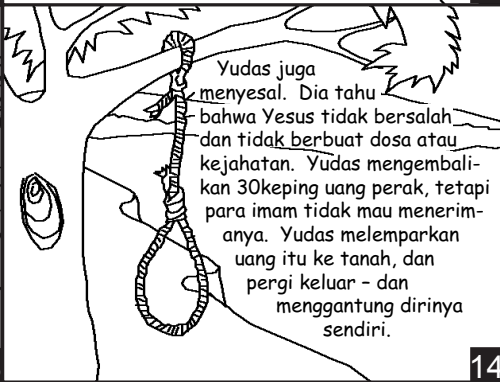 Yudas juga
menyesal. Dia tahu
bahwa Yesus tidak bersalah
dan tidak berbuat dosa atau
kejahatan. Yudas mengembali-
kan 30keping uang perak, tetapi
para imam tidak mau menerim-
anya. Yudas melemparkan
uang itu ke tanah, dan
pergi keluar – dan
menggantung dirinya
sendiri.
14